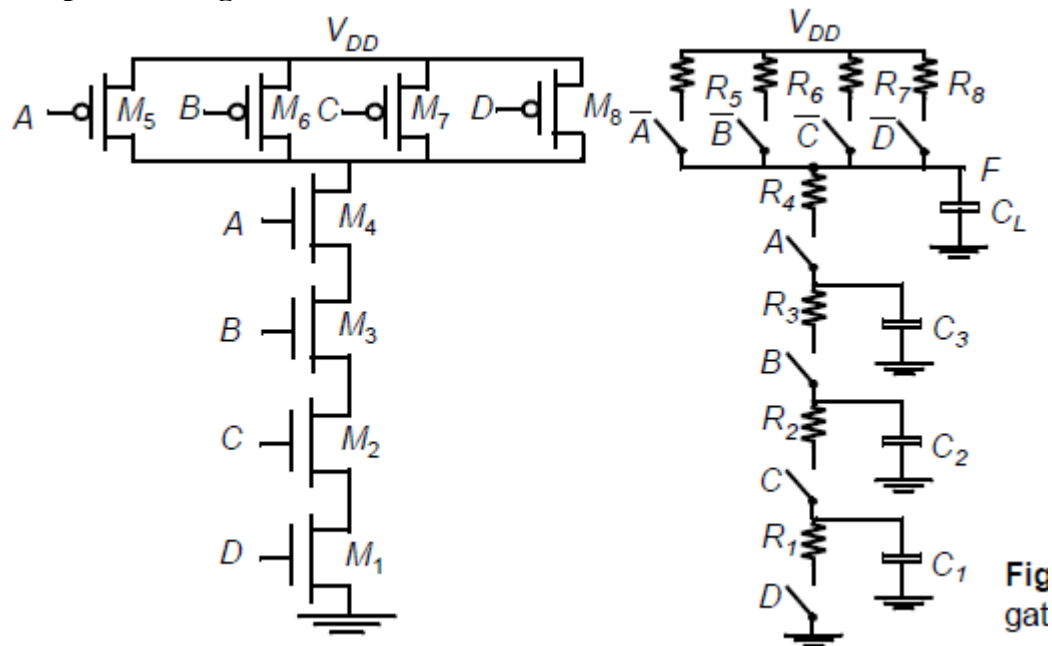 V_DD
A M_5 B M_6 C M_7 D M_8
A M_4
B M_3
C M_2
D M_1
V_DD
R_5 R_6 R_7 R_8
A̅ B̅ C̅ D̅
F
R_4 C_L
A
R_3 C_3
B
R_2 C_2
C
R_1 C_1
D
Fig
gat